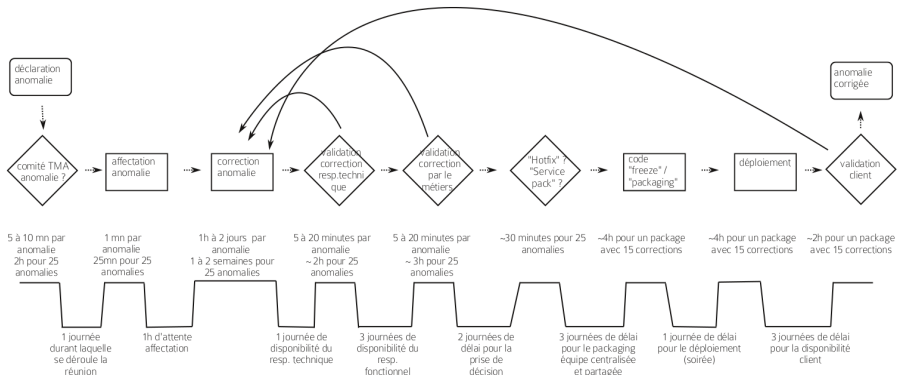 déclaration
anomalie
anomalie
corrigée
comité TMA
anomalie ?
affectation
anomalie
correction
anomalie
validation
correction
resp.techni
que
validation
correction
par le
métiers
"Hotfix" ?
"Service
pack" ?
code
"freeze" /
"packaging"
déploiement
validation
client
5 à 10 mn par
anomalie
2h pour 25
anomalies
1 mn par
anomalie
25mn pour 25
anomalies
1h à 2 jours par
anomalie
1 à 2 semaines pour
25 anomalies
5 à 20 minutes par
anomalie
~ 2h pour 25
anomalies
5 à 20 minutes par
anomalie
~ 3h pour 25
anomalies
~30 minutes pour 25
anomalies
~4h pour un package
avec 15 corrections
~4h pour un package
avec 15 corrections
~2h pour un package
avec 15 corrections
1 journée
durant laquelle
se déroule la
réunion
1h d'attente
affectation
1 journée de
disponibilité du
resp. technique
3 journées de
disponibilité du
resp.
fonctionnel
2 journées de
délai pour la
prise de
décision
3 journées de délai
pour le packaging
équipe centralisée
et partagée
1 journée de délai
pour le déploiement
(soirée)
3 journées de délai
pour la disponibilité
client